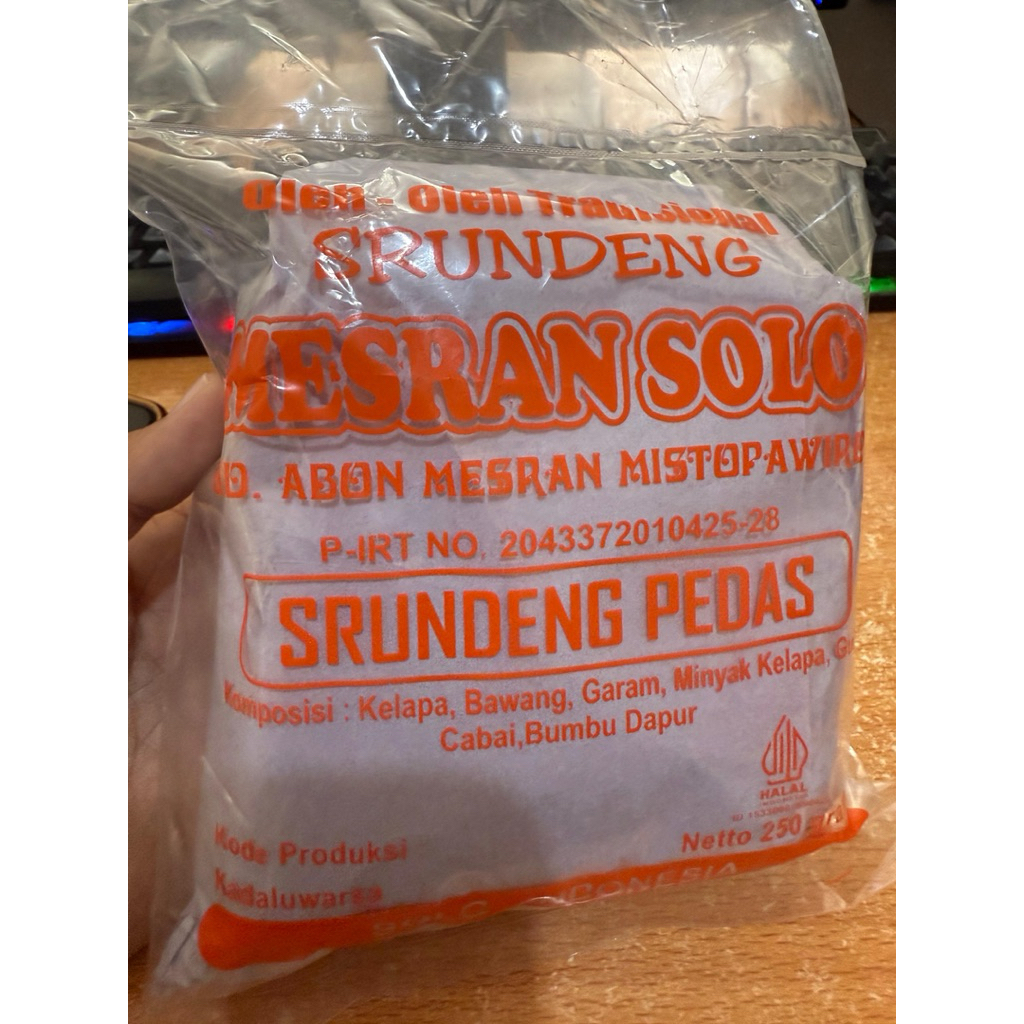 Oleh - Oleh Tradisional
SRUNDENG
MESRAN SOLO
ABON MESRAN MISTOPAWIRO
P-IRT NO. 2043372010425-28
SRUNDENG PEDAS
Komposisi : Kelapa, Bawang, Garam, Minyak Kelapa,
Cabai,Bumbu Dapur
HALAL
Netto 250
Kode Produksi
Kadaluwarsa
INDONESIA